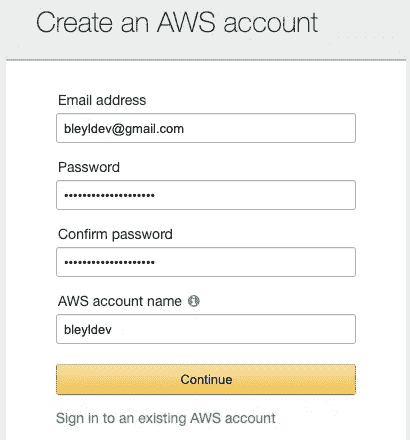 Create an AWS account
Email address
bleyldev@gmail.com
Password
•••••••••••••••••••
Confirm password
•••••••••••••••••••
AWS account name
bleyldev
Continue
Sign in to an existing AWS account